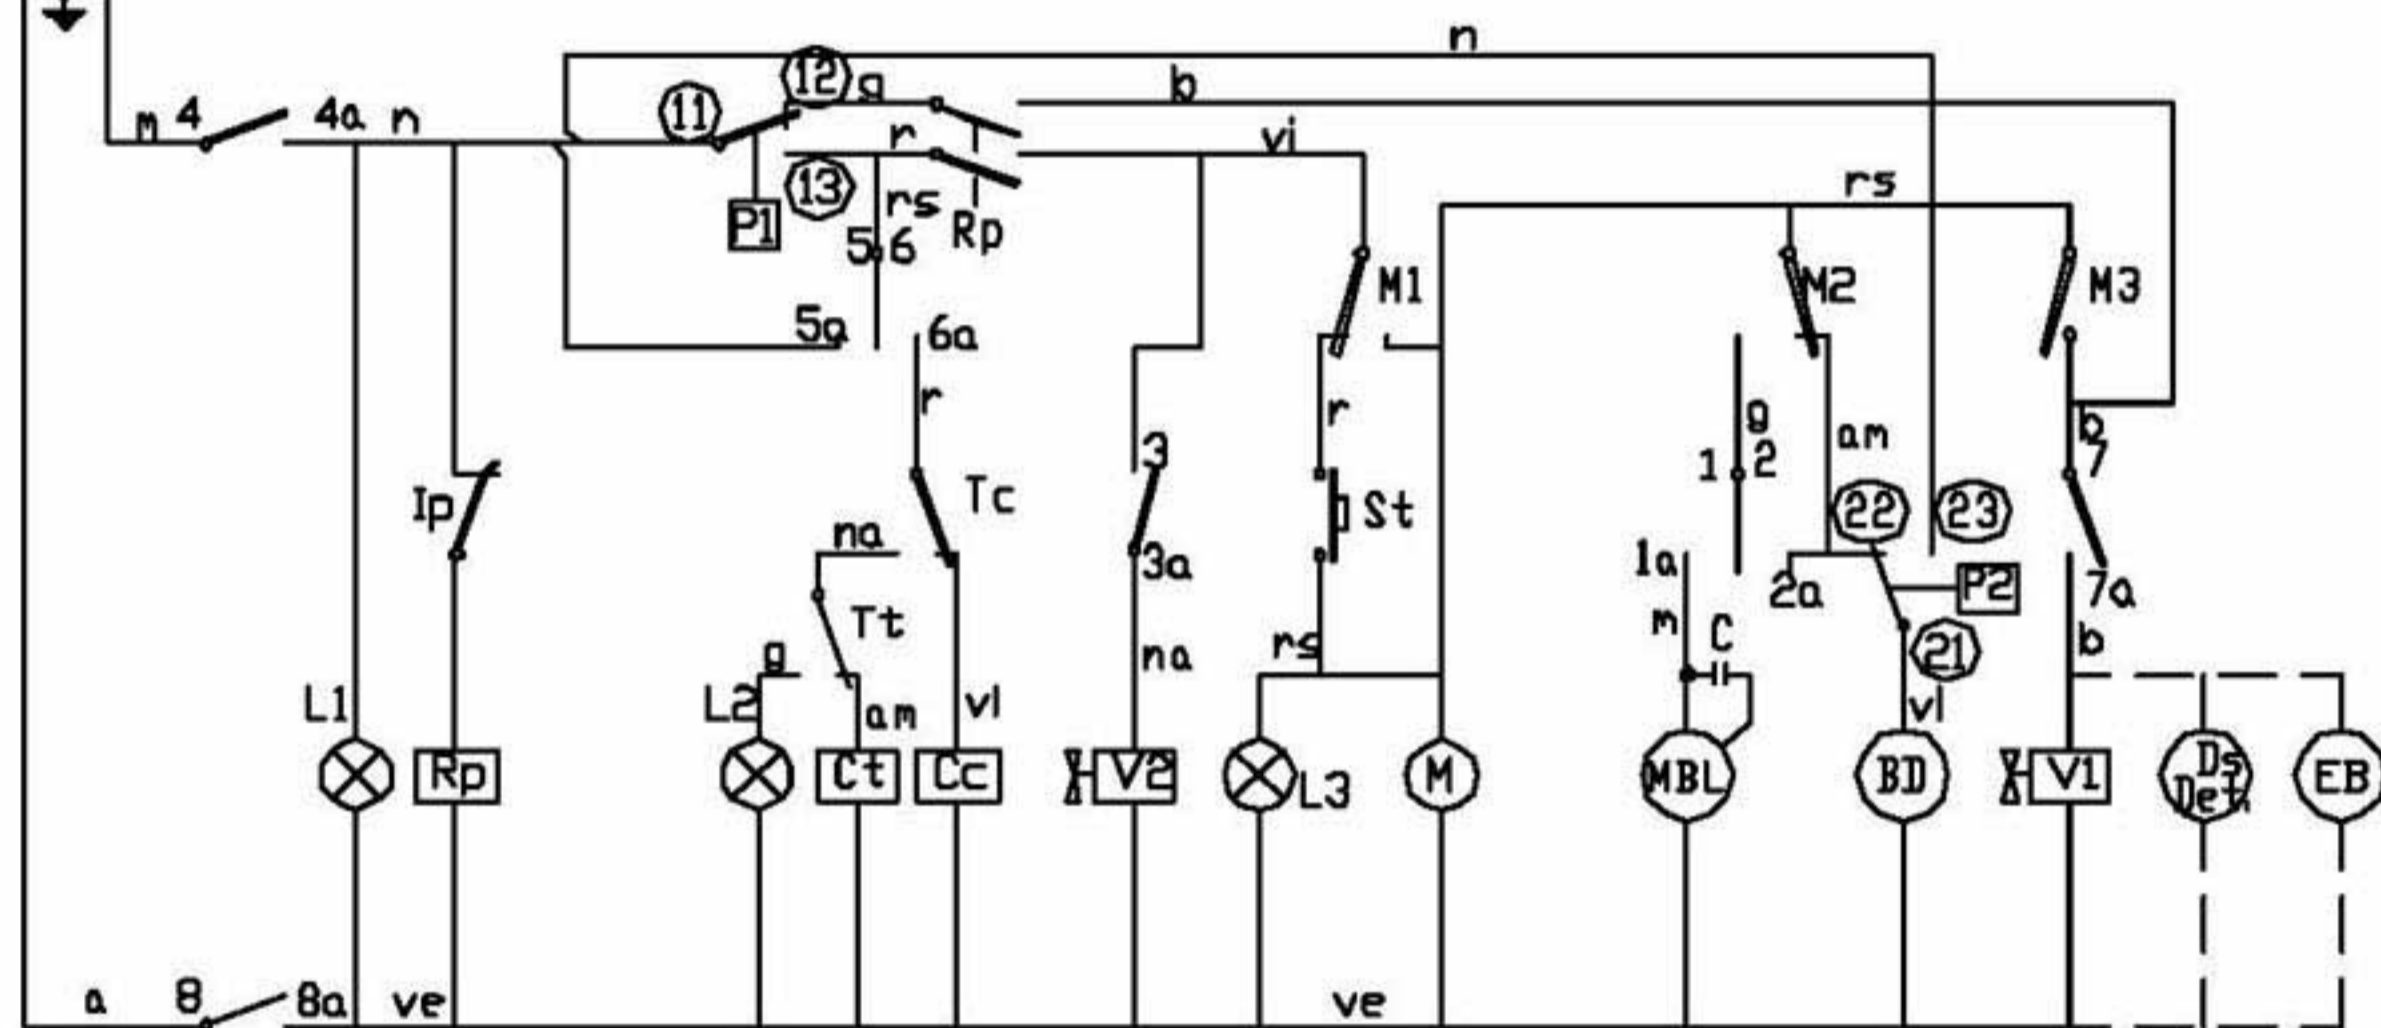 n
12 g b
11
m 4 4a n r vi
13 rs
rs
P1 5 6 Rp
M1 M2 M3
5a 6a
r r g am b
3 1 2 7
Ip Tc St 22 23
na
3a 1a 2a P2 7a
Tt m C
g na rs 21 b
L1 L2 am vl vl
Rp Ct Cc V2 L3 M MBL BD V1 Ds EB
Det.
a 8 8a ve ve